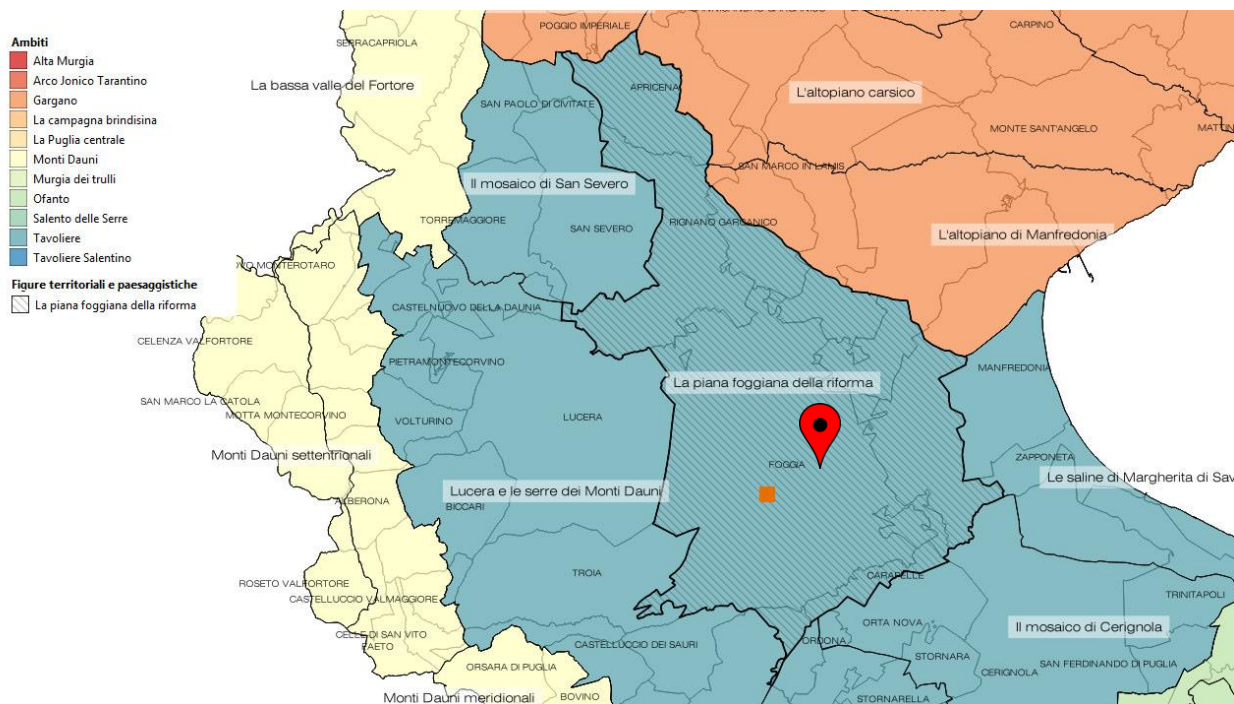 Ambiti
Alta Murgia
Arco Jonico Tarantino
Gargano
La campagna brindisina
La Puglia centrale
Monti Dauni
Murgia dei trulli
Ofanto
Salento delle Serre
Tavoliere
Tavoliere Salentino
Figure territoriali e paesaggistiche
La piana foggiana della riforma
POGGIO IMPERIALE
CARPINO
SERRACAPRIOLA
La bassa valle del Fortore
APRICENA
L'altopiano carsico
SAN PAOLO DI CIVITATE
MONTE SANT'ANGELO
MATTIN
SAN MARCO IN LAMIS
Il mosaico di San Severo
TORREMAGGIORE
RIGNANO GARGANICO
SAN SEVERO
L'altopiano di Manfredonia
OVO MONTEROTARO
CASTELNUOVO DELLA DAUNIA
CELENZA VALFORTORE
PIETRAMONTECORVINO
MANFREDONIA
La piana foggiana della riforma
SAN MARCO LA CATOLA
MOTTA MONTECORVINO
VOLTURINO
LUCERA
Monti Dauni settentrionali
FOGGIA
ZAPPONETA
Le saline di Margherita di Sav
Lucera e le serre dei Monti Dauni
ALBERONA
BICCARI
TROIA
CARAPELLE
ROSETO VALFORTORE
CASTELLUCCIO VALMAGGIORE
TRINITAPOLI
ORTA NOVA
Il mosaico di Cerignola
CELLE DI SAN VITO
FAETO
CASTELLUCCIO DEI SAURI
ORDONA
STORNARA
ORSARA DI PUGLIA
CERIGNOLA
SAN FERDINANDO DI PUGLIA
Monti Dauni meridionali
BOVINO
STORNARELLA